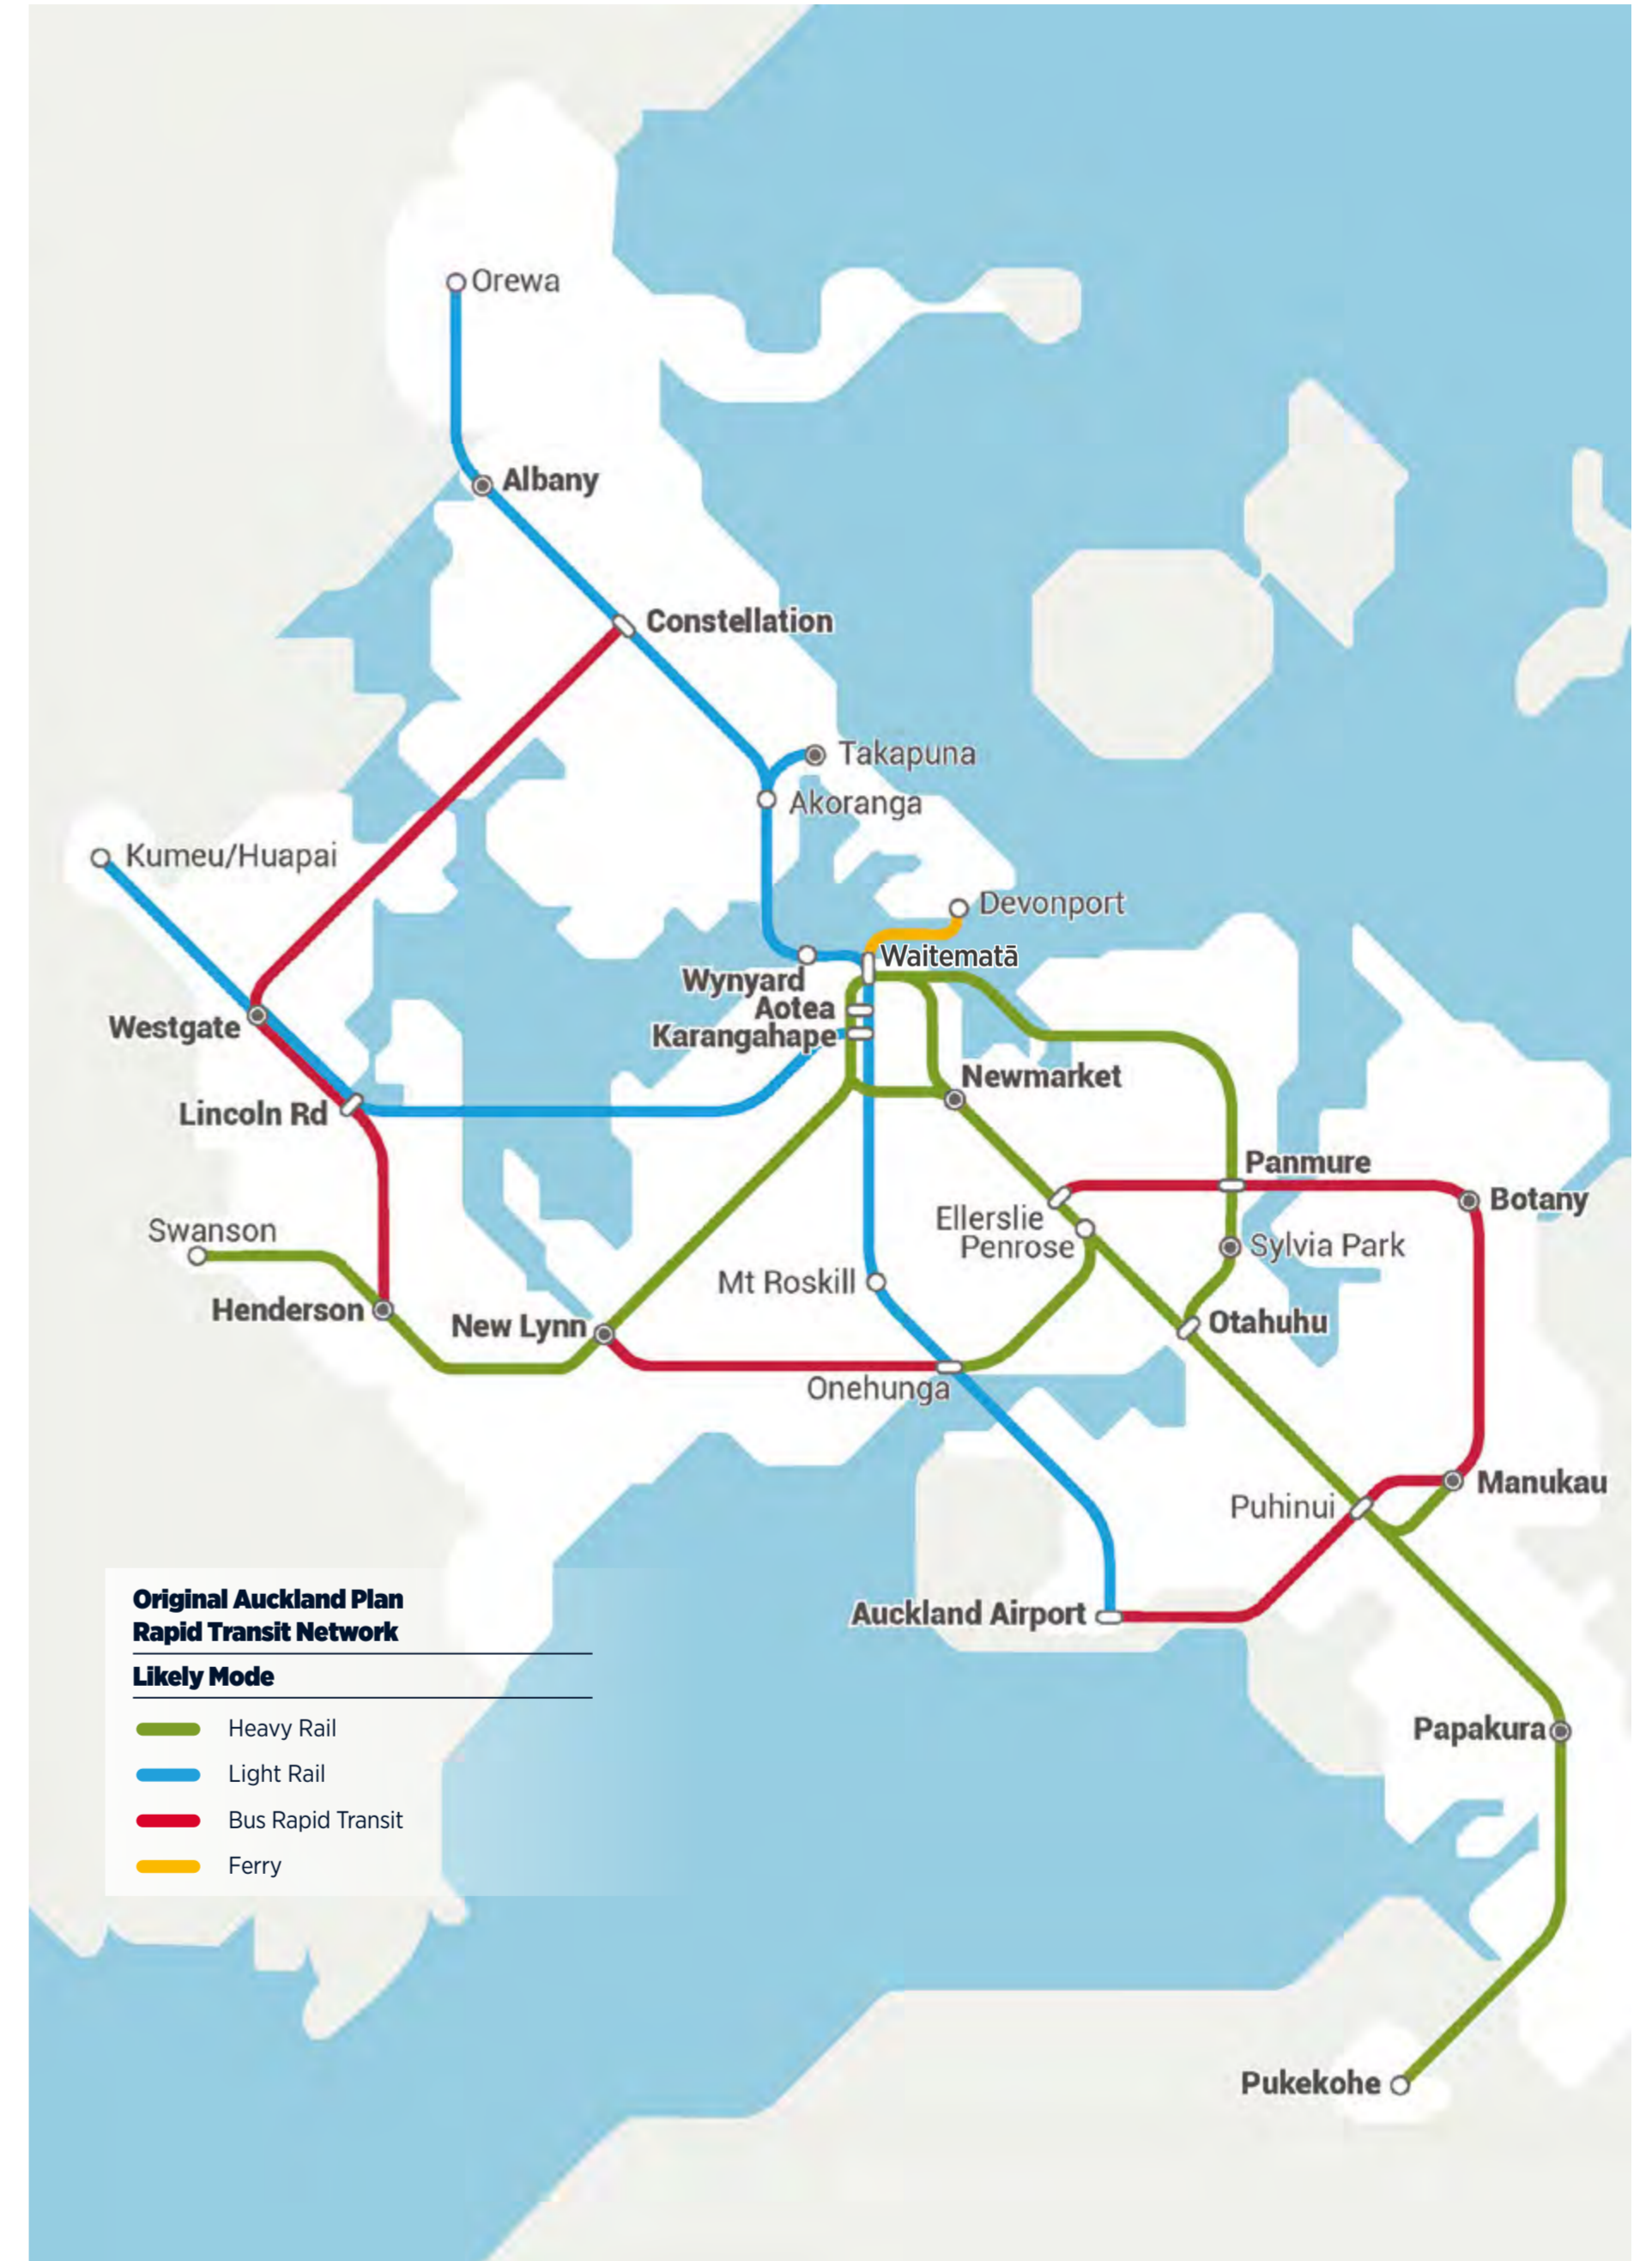 Orewa
Albany
Constellation
Takapuna
Akoranga
Kumeu/Huapai
Devonport
Waitematā
Wynyard
Aotea
Karangahape
Westgate
Newmarket
Lincoln Rd
Panmure
Botany
Ellerslie
Penrose
Swanson
Sylvia Park
Mt Roskill
Henderson
New Lynn
Otahuhu
Onehunga
Manukau
Puhinui
Auckland Airport
Original Auckland Plan
Rapid Transit Network
Likely Mode
Heavy Rail
Light Rail
Bus Rapid Transit
Ferry
Papakura
Pukekohe